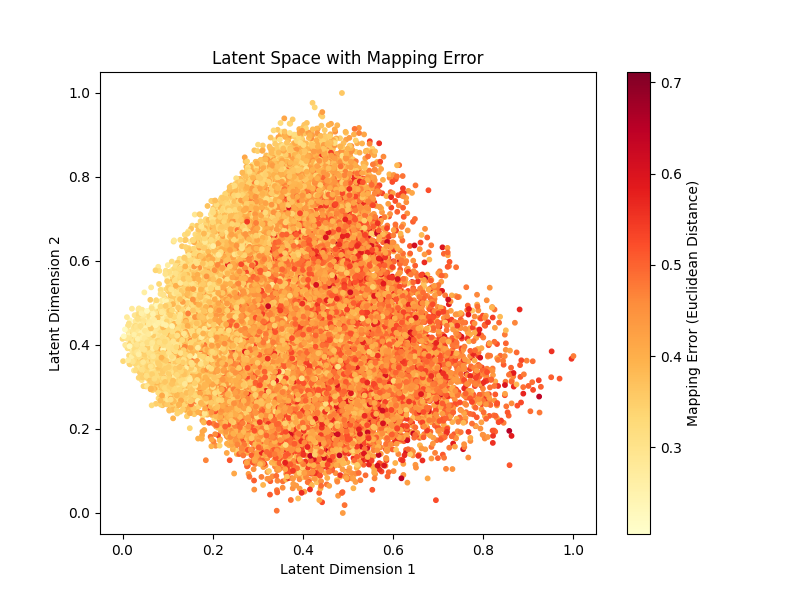 Latent Space with Mapping Error
Latent Dimension 2
1.0
0.8
0.6
0.4
0.2
0.0
0.0 0.2 0.4 0.6 0.8 1.0
Latent Dimension 1
0.7
0.6
0.5
0.4
0.3
Mapping Error (Euclidean Distance)